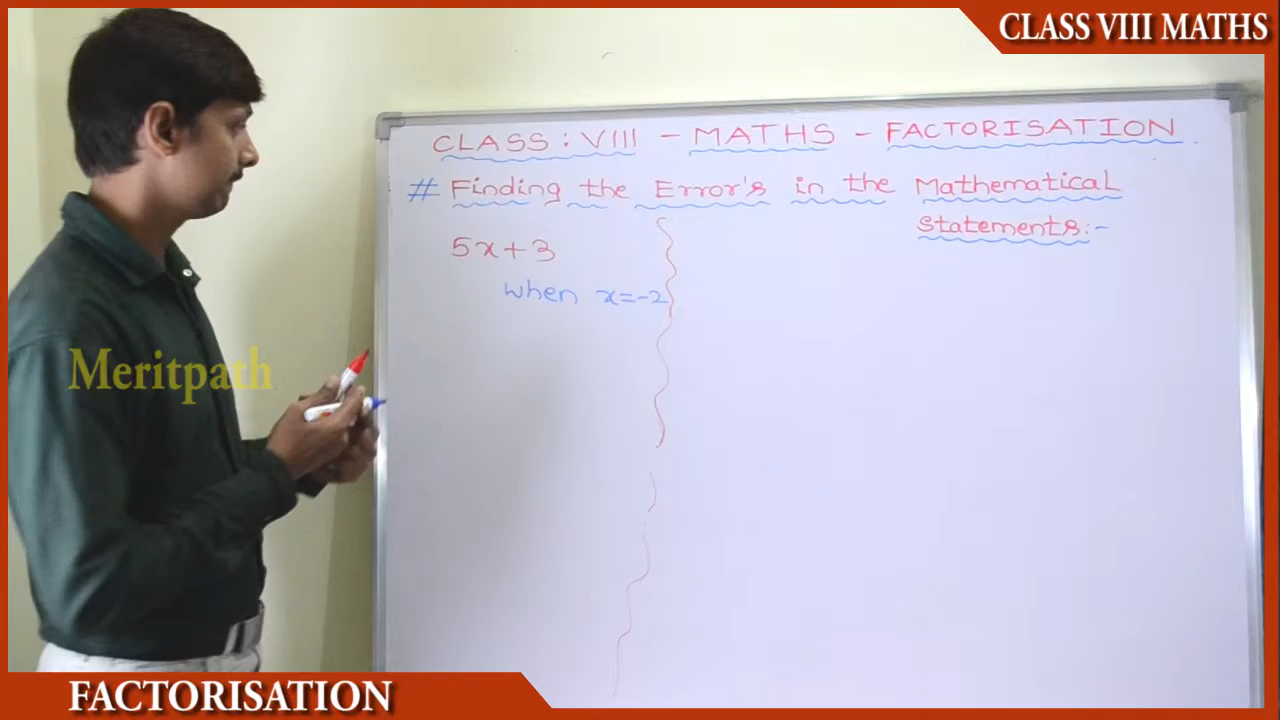 CLASS VIII MATHS
CLASS : VIII - MATHS - FACTORISATION
# Finding the Error's in the Mathematical
Statements:-
5x+3
when x=-2
Meritpath
FACTORISATION